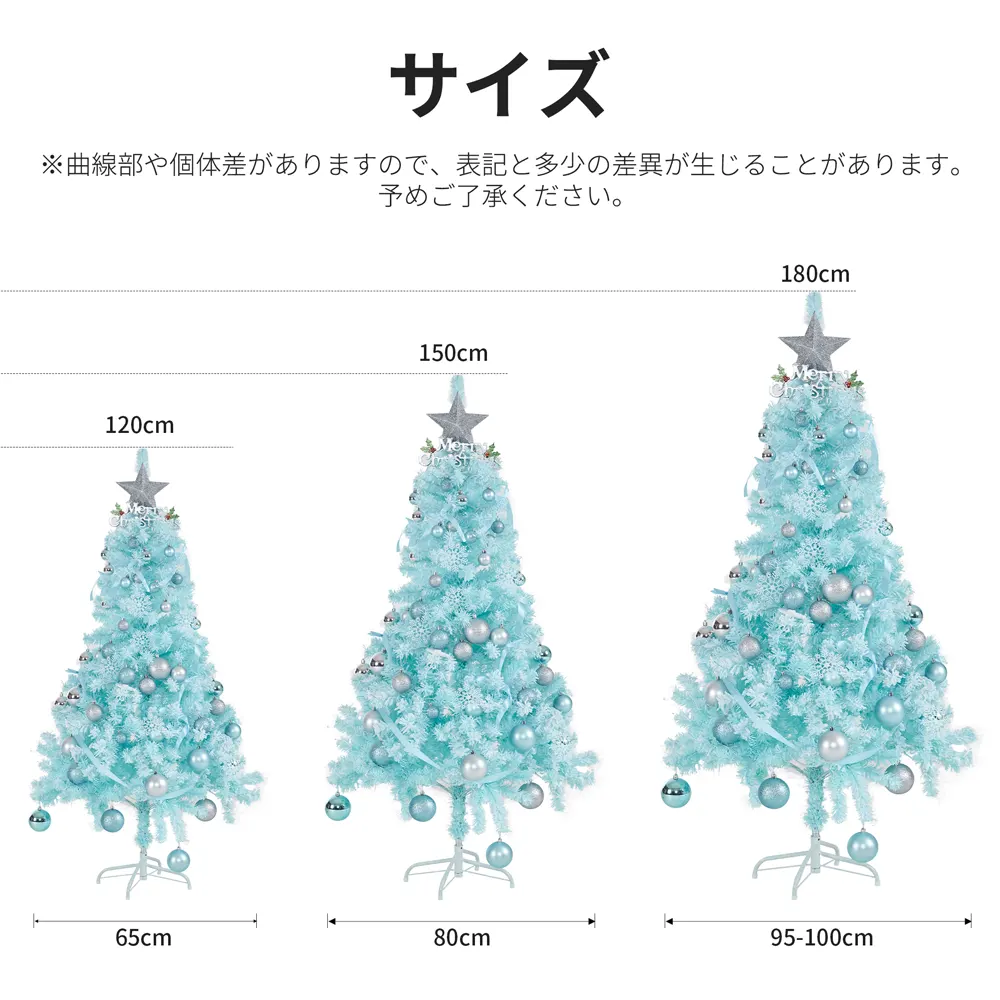 サイズ
※曲線部や個体差がありますので、表記と多少の差異が生じることがあります。
予めご了承ください。
180cm
150cm
120cm
Merry
Christmas
Merry
Christmas
Merry
Christmas
65cm
80cm
95-100cm